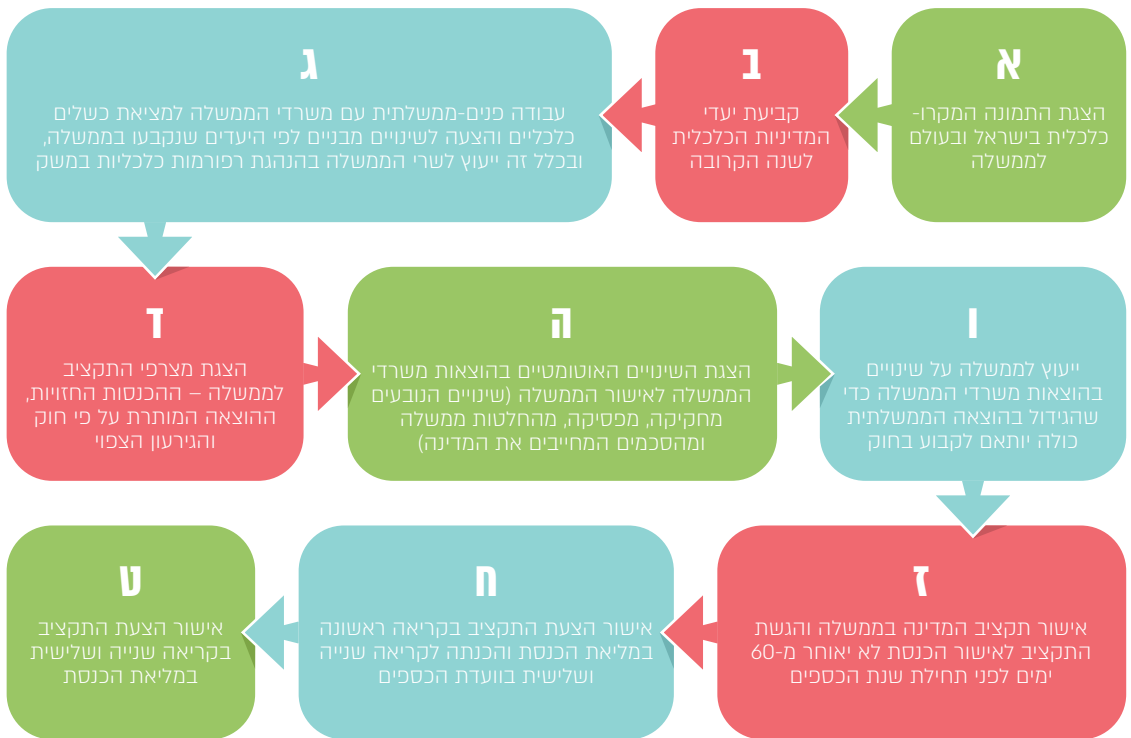 א
הצגת התמונה המקרו-
כלכלית בישראל ובעולם
לממשלה
ב
קביעת יעדי
המדיניות הכלכלית
לשנה הקרובה
ג
עבודה פנים-ממשלתית עם משרדי הממשלה למציאת כשלים
כלכליים והצעה לשינויים מבניים לפי היעדים שנקבעו בממשלה,
ובכלל זה ייעוץ לשרי הממשלה בהנהגת רפורמות כלכליות במשק
ד
הצגת מצרפי התקציב
לממשלה – ההכנסות החזויות,
ההוצאה המותרת על פי חוק
והגירעון הצפוי
ה
הצגת השינויים האוטומטיים בהוצאות משרדי
הממשלה לאישור הממשלה (שינויים הנובעים
מחקיקה, מפסיקה, מהחלטות ממשלה
ומהסכמים המחייבים את המדינה)
ו
ייעוץ לממשלה על שינויים
בהוצאות משרדי הממשלה כדי
שהגידול בהוצאה הממשלתית
כולה יותאם לקבוע בחוק
ז
אישור תקציב המדינה בממשלה והגשת
התקציב לאישור הכנסת לא יאוחר מ-60
ימים לפני תחילת שנת הכספים
ח
אישור הצעת התקציב בקריאה ראשונה
במליאת הכנסת והכנתה לקריאה שנייה
ושלישית בוועדת הכספים
ט
אישור הצעת התקציב
בקריאה שנייה ושלישית
במליאת הכנסת